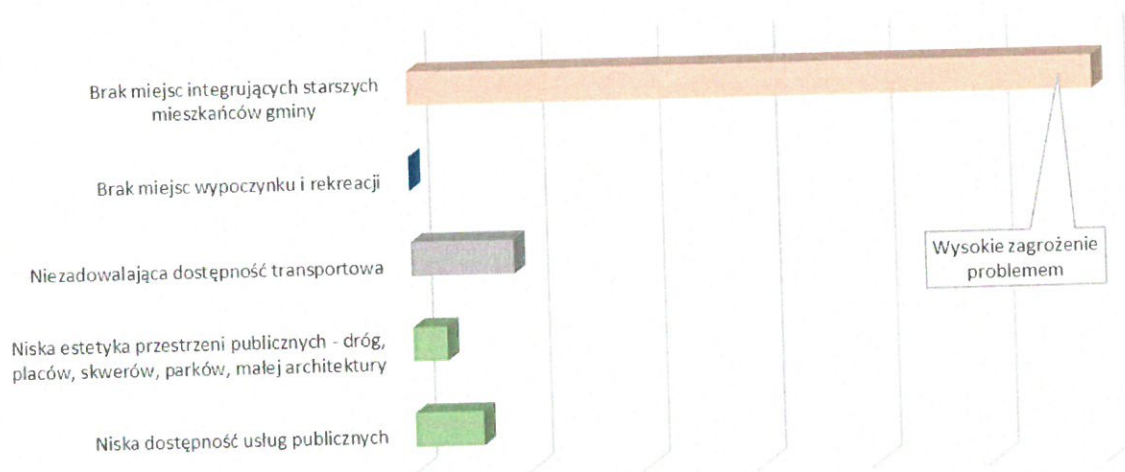 Brak miejsc integrujących starszych
mieszkańców gminy
Brak miejsc wypoczynku i rekreacji
Niezadowalająca dostępność transportowa
Wysokie zagrożenie
problemem
Niska estetyka przestrzeni publicznych - dróg,
placów, skwerów, parków, małej architektury
Niska dostępność usług publicznych